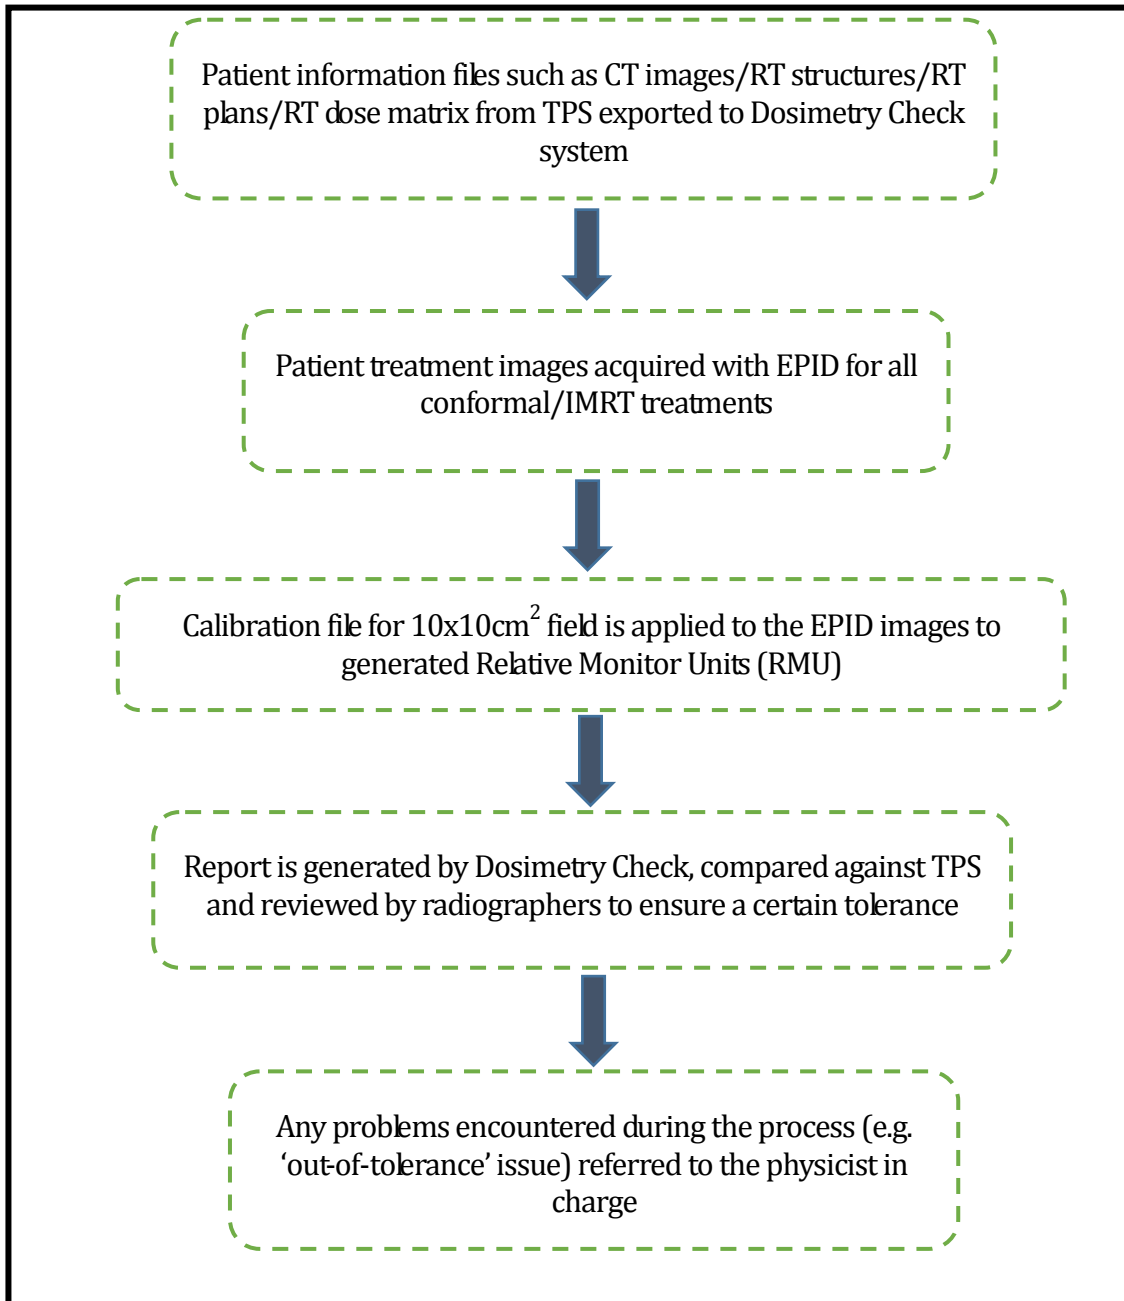 Patient information files such as CT images/RT structures/RT
plans/RT dose matrix from TPS exported to Dosimetry Check
system
Patient treatment images acquired with EPID for all
conformal/IMRT treatments
Calibration file for 10x10cm² field is applied to the EPID images to
generated Relative Monitor Units (RMU)
Report is generated by Dosimetry Check, compared against TPS
and reviewed by radiographers to ensure a certain tolerance
Any problems encountered during the process (e.g.
‘out-of-tolerance’ issue) referred to the physicist in
charge